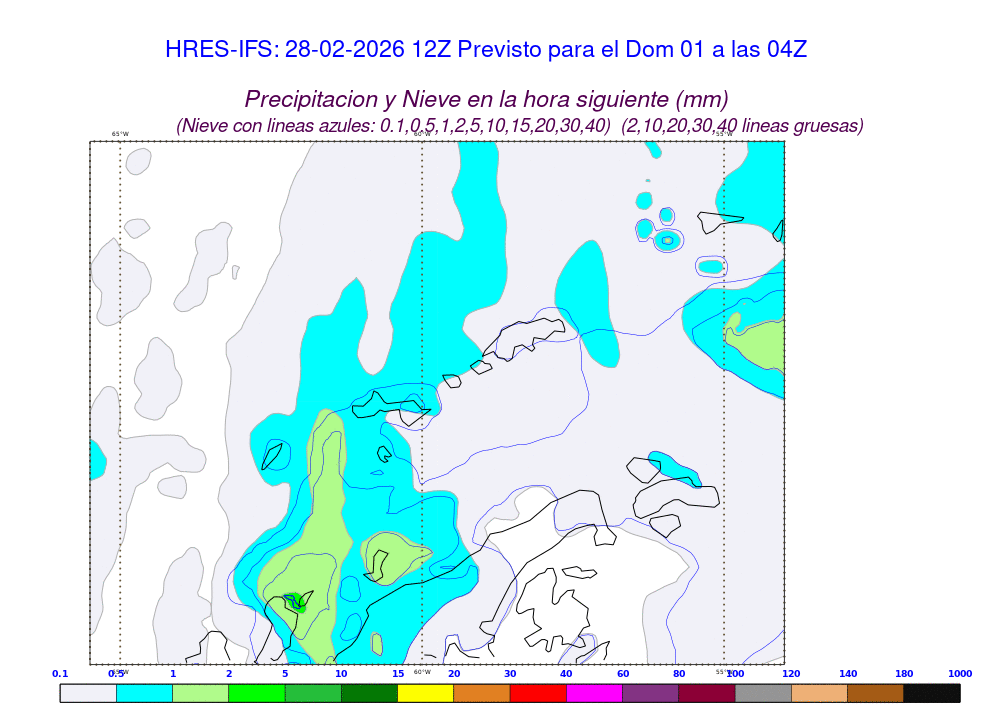 HRES-IFS: 28-02-2026 12Z Previsto para el Dom 01 a las 04Z
Precipitacion y Nieve en la hora siguiente (mm)
(Nieve con lineas azules: 0.1,0.5,1,2,5,10,15,20,30,40) (2,10,20,30,40 lineas gruesas)
65°W 60°W 55°W
65°W 60°W 55°W
0.1 0.5 1 2 5 10 15 20 30 40 60 80 100 120 140 180 1000